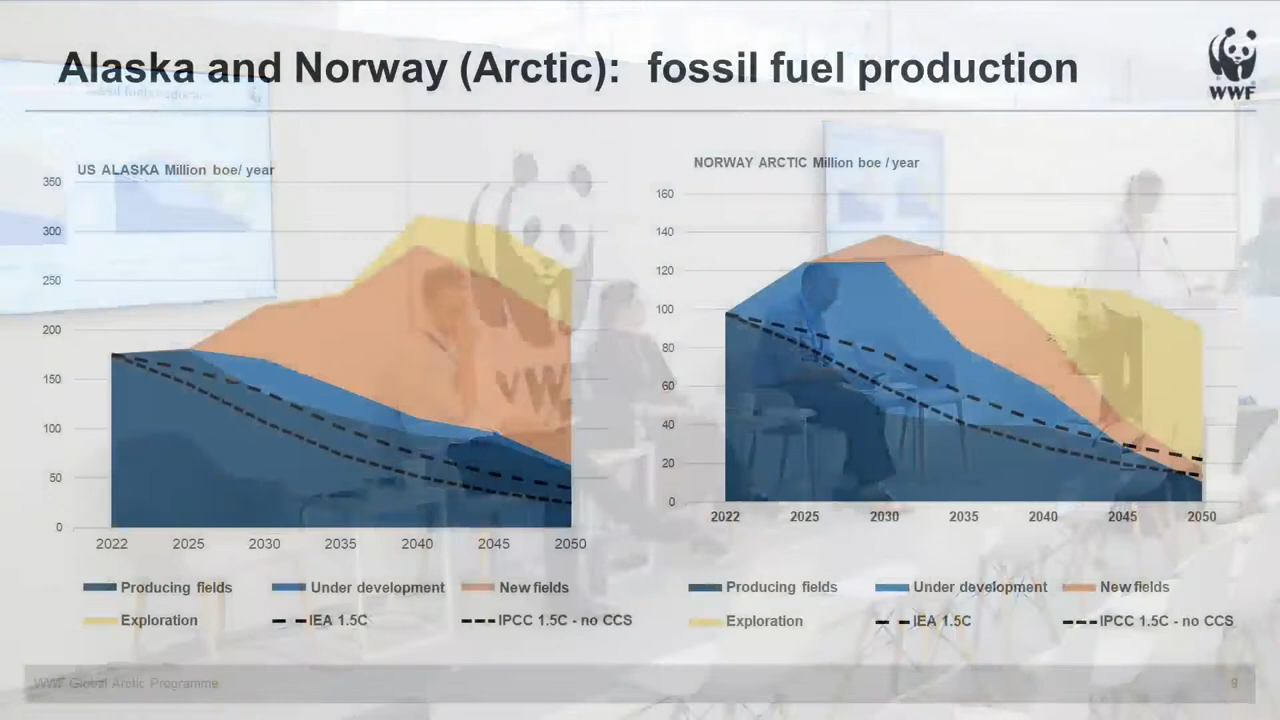 Alaska and Norway (Arctic): fossil fuel production
WWF
US ALASKA Million boe/ year
350
300
250
200
150
100
50
0
2022 2025 2030 2035 2040 2045 2050
Producing fields Under development New fields
Exploration IEA 1.5C IPCC 1.5C - no CCS
NORWAY ARCTIC Million boe / year
160
140
120
100
80
60
40
20
0
2022 2025 2030 2035 2040 2045 2050
Producing fields Under development New fields
Exploration IEA 1.5C IPCC 1.5C - no CCS
WWF Global Arctic Programme